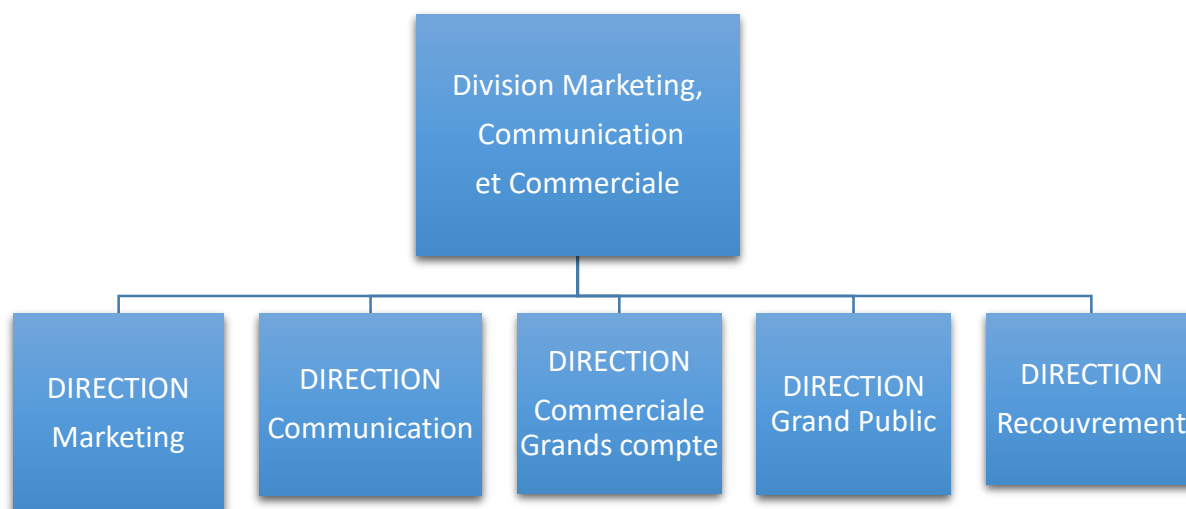 Division Marketing,
Communication
et Commerciale
DIRECTION
Marketing
DIRECTION
Communication
DIRECTION
Commerciale
Grands compte
DIRECTION
Grand Public
DIRECTION
Recouvrement